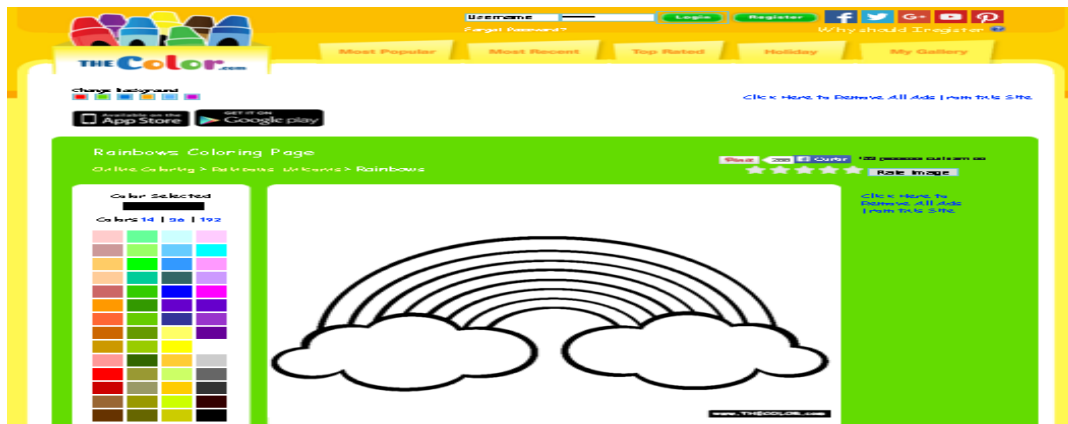 Username
Login
Register
Forgot Password?
Why should I register
Most Popular
Most Recent
Top Rated
Holiday
My Gallery
THE COLOR.com
Change Background
Click Here to Remove All Ads from this Site
Available on the
App Store
GET IT ON
Google play
Rainbows Coloring Page
Pin it
288
Online Coloring > Rainbows Unicorns > Rainbows
Rate Image
Color Selected
Click Here to
Remove All Ads
from this Site
Colors 14 | 56 | 192
www.THECOLOR.com